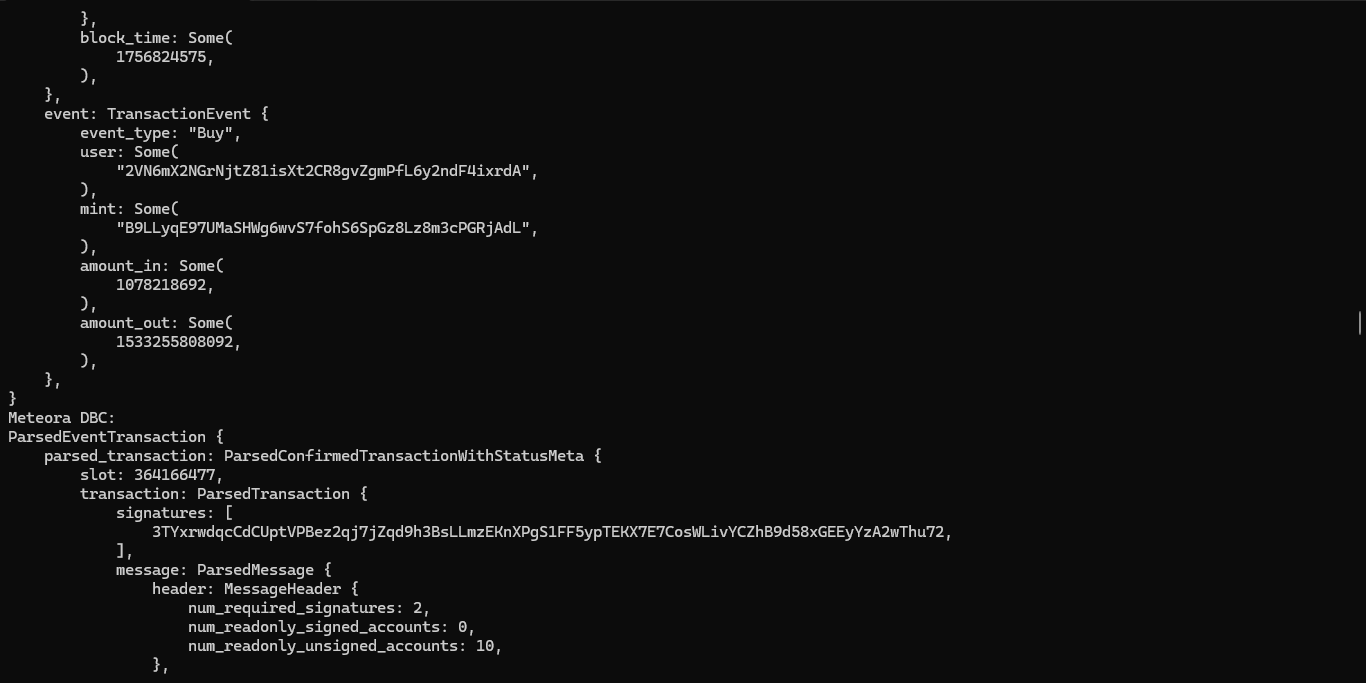 },
        block_time: Some(
            1756824575,
        ),
    },
    event: TransactionEvent {
        event_type: "Buy",
        user: Some(
            "2VN6mX2NGrNjtZ81isXt2CR8gvZgmPfL6y2ndF4ixrdA",
        ),
        mint: Some(
            "B9LLyqE97UMaSHWg6wvS7fohS6SpGz8Lz8m3cPGRjAdL",
        ),
        amount_in: Some(
            1078218692,
        ),
        amount_out: Some(
            1533255808092,
        ),
    },
}
Meteora DBC:
ParsedEventTransaction {
    parsed_transaction: ParsedConfirmedTransactionWithStatusMeta {
        slot: 364166477,
        transaction: ParsedTransaction {
            signatures: [
                3TYxrwdqcCdCUptVPBez2qj7jZqd9h3BsLLmzEKnXPgS1FF5ypTEKX7E7CosWLivYCZhB9d58xGEEyYzA2wThu72,
            ],
            message: ParsedMessage {
                header: MessageHeader {
                    num_required_signatures: 2,
                    num_readonly_signed_accounts: 0,
                    num_readonly_unsigned_accounts: 10,
                },